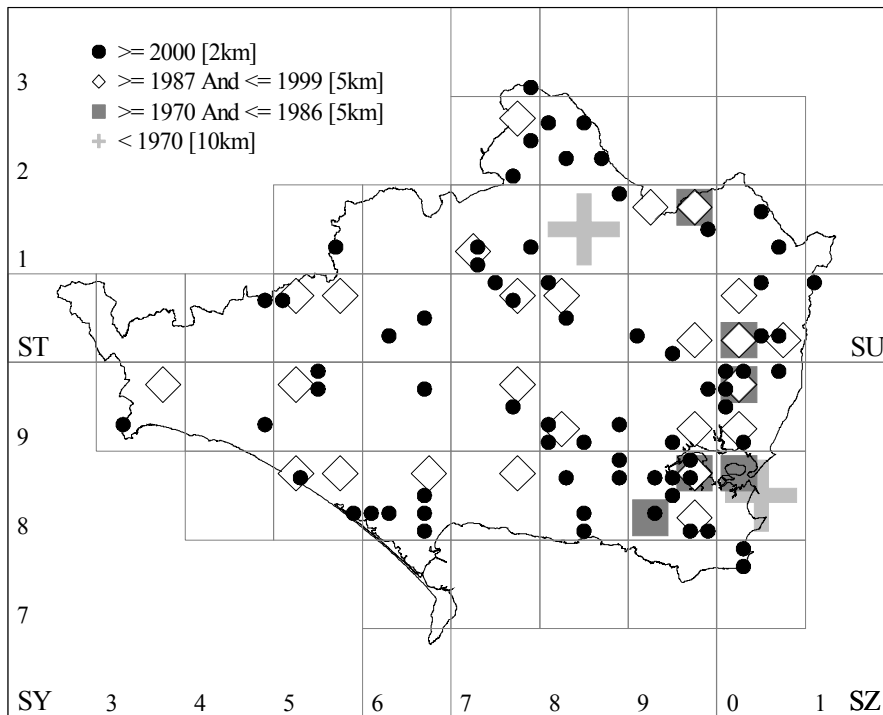 >= 2000 [2km]
>= 1987 And <= 1999 [5km]
>= 1970 And <= 1986 [5km]
< 1970 [10km]
3
2
1
ST SU
9
8
7
SY 3 4 5 6 7 8 9 0 1 SZ